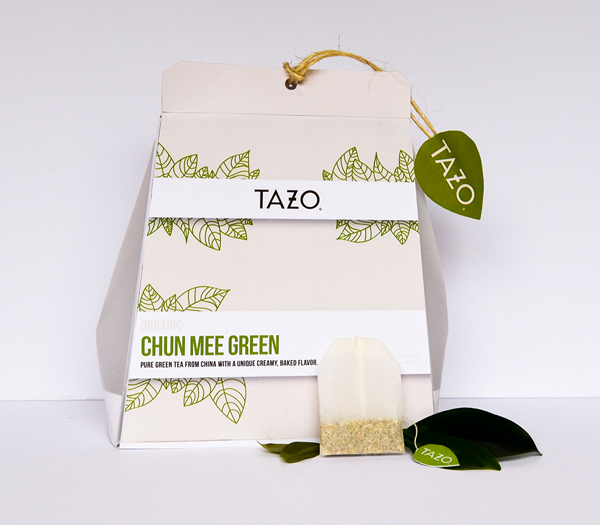 TAZO
TAZO
ORGANIC
CHUN MEE GREEN
PURE GREEN TEA FROM CHINA WITH A UNIQUE CREAMY, BAKED FLAVOR.
TAZO